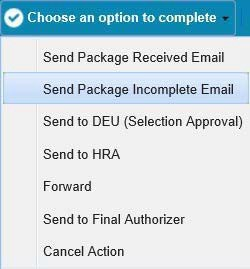 Choose an option to complete
Send Package Received Email
Send Package Incomplete Email
Send to DEU (Selection Approval)
Send to HRA
Forward
Send to Final Authorizer
Cancel Action